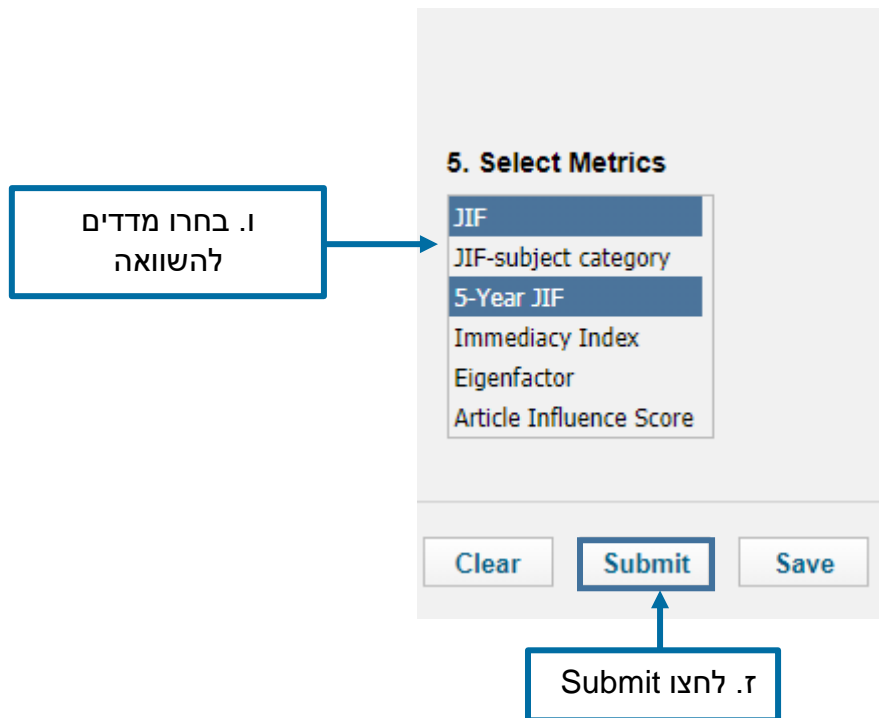 5. Select Metrics
ו. בחרו מדדים
להשוואה
JIF
JIF-subject category
5-Year JIF
Immediacy Index
Eigenfactor
Article Influence Score
Clear
Submit
Save
ז. לחצו Submit